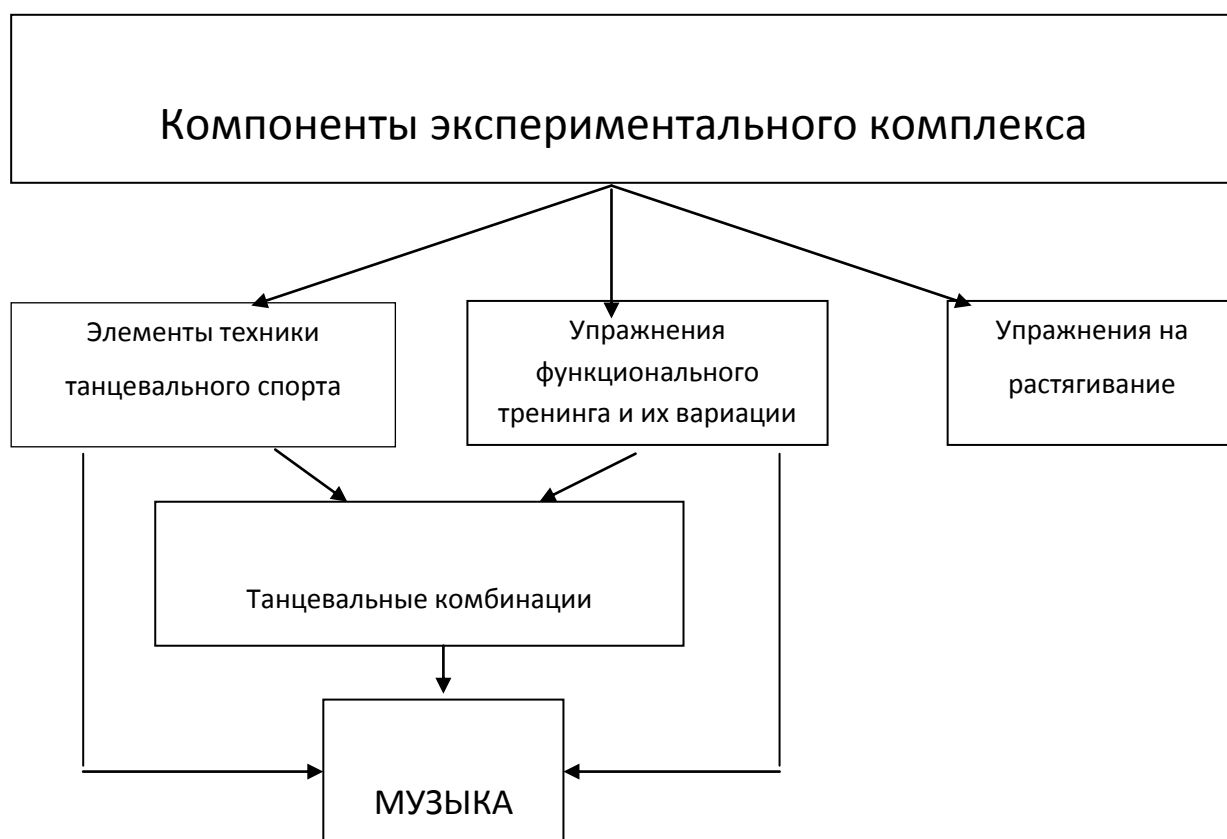 Компоненты экспериментального комплекса
Элементы техники
танцевального спорта
Упражнения
функционального
тренинга и их вариации
Упражнения на
растягивание
Танцевальные комбинации
МУЗЫКА